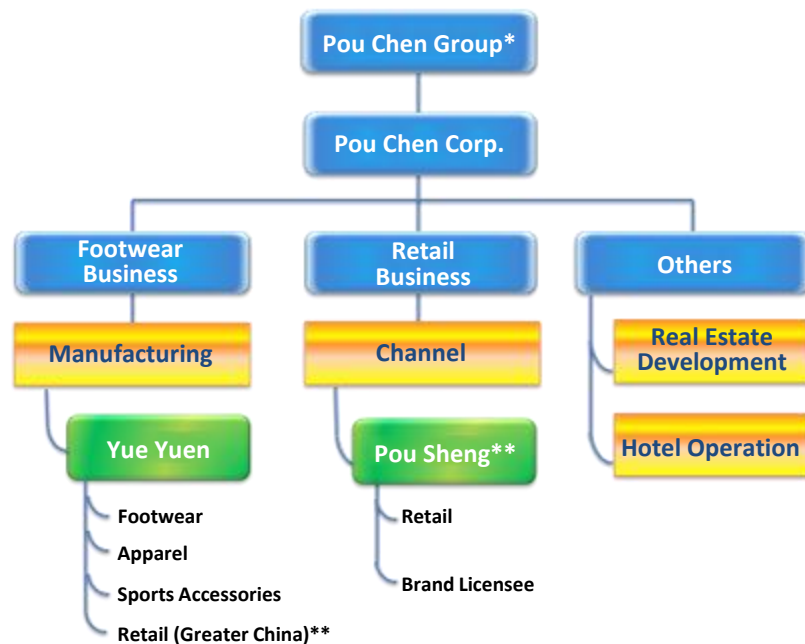 Pou Chen Group*
Pou Chen Corp.
Footwear
Business
Retail
Business
Others
Manufacturing
Channel
Real Estate
Development
Yue Yuen
Pou Sheng**
Hotel Operation
Footwear
Apparel
Sports Accessories
Retail (Greater China)**
Retail
Brand Licensee